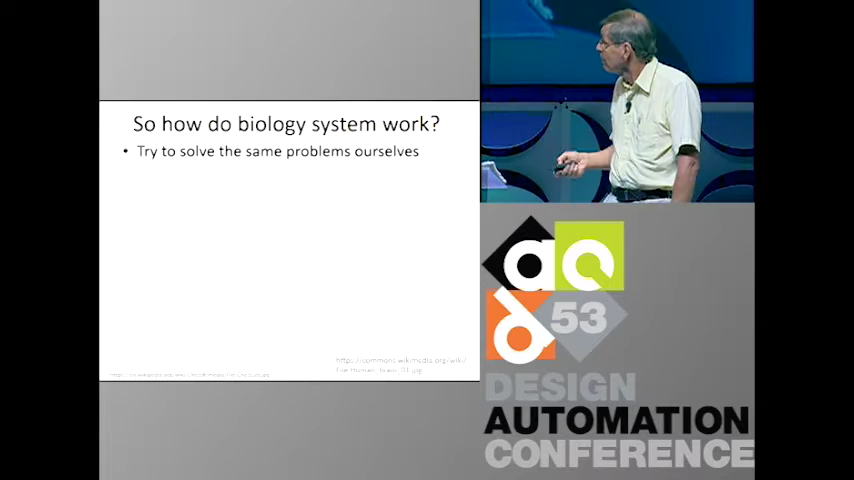 So how do biology system work?
• Try to solve the same problems ourselves
https://commons.wikimedia.org/wiki/
53
DESIGN
AUTOMATION
CONFERENCE